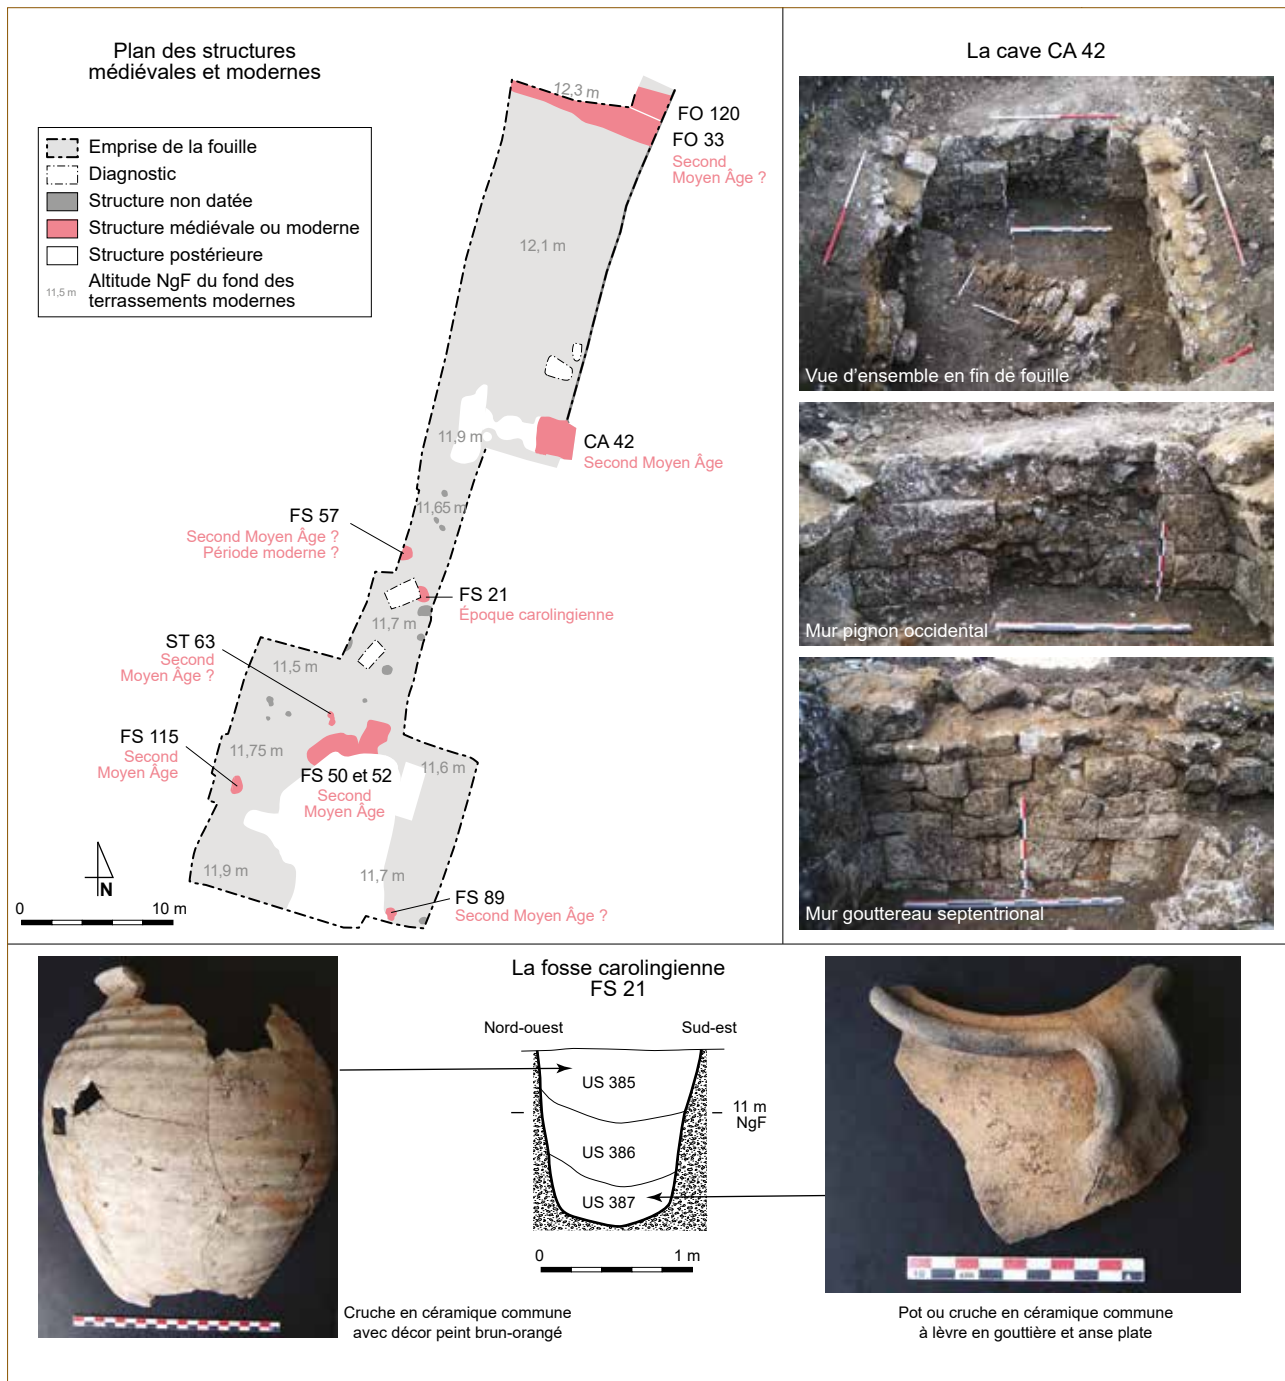 Plan des structures
médiévales et modernes
Emprise de la fouille
Diagnostic
Structure non datée
Structure médiévale ou moderne
Structure postérieure
11,5 m
Altitude NgF du fond des
terrassements modernes
12,3 m
FO 120
FO 33
Second
Moyen Âge ?
12,1 m
11,9 m
CA 42
Second Moyen Âge
11,65 m
FS 57
Second Moyen Âge ?
Période moderne ?
FS 21
Époque carolingienne
11,7 m
ST 63
Second
Moyen Âge ?
11,5 m
FS 115
Second
Moyen Âge
11,75 m
FS 50 et 52
Second
Moyen Âge
11,6 m
11,9 m
11,7 m
FS 89
Second Moyen Âge ?
N
0
10 m
La cave CA 42
Vue d'ensemble en fin de fouille
Mur pignon occidental
Mur gouttereau septentrional
La fosse carolingienne
FS 21
Nord-ouest
Sud-est
US 385
11 m
NgF
US 386
US 387
0
1 m
Cruche en céramique commune
avec décor peint brun-orangé
Pot ou cruche en céramique commune
à lèvre en gouttière et anse plate